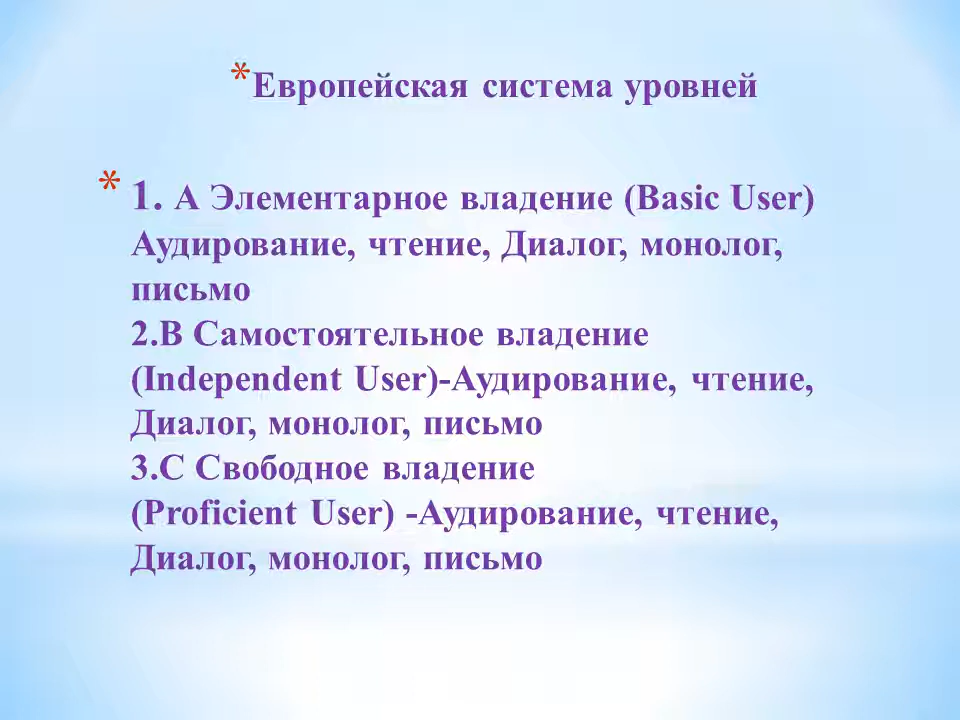 *Европейская система уровней
* 1. А Элементарное владение (Basic User)
Аудирование, чтение, Диалог, монолог,
письмо
2.В Самостоятельное владение
(Independent User)-Аудирование, чтение,
Диалог, монолог, письмо
3.С Свободное владение
(Proficient User) -Аудирование, чтение,
Диалог, монолог, письмо